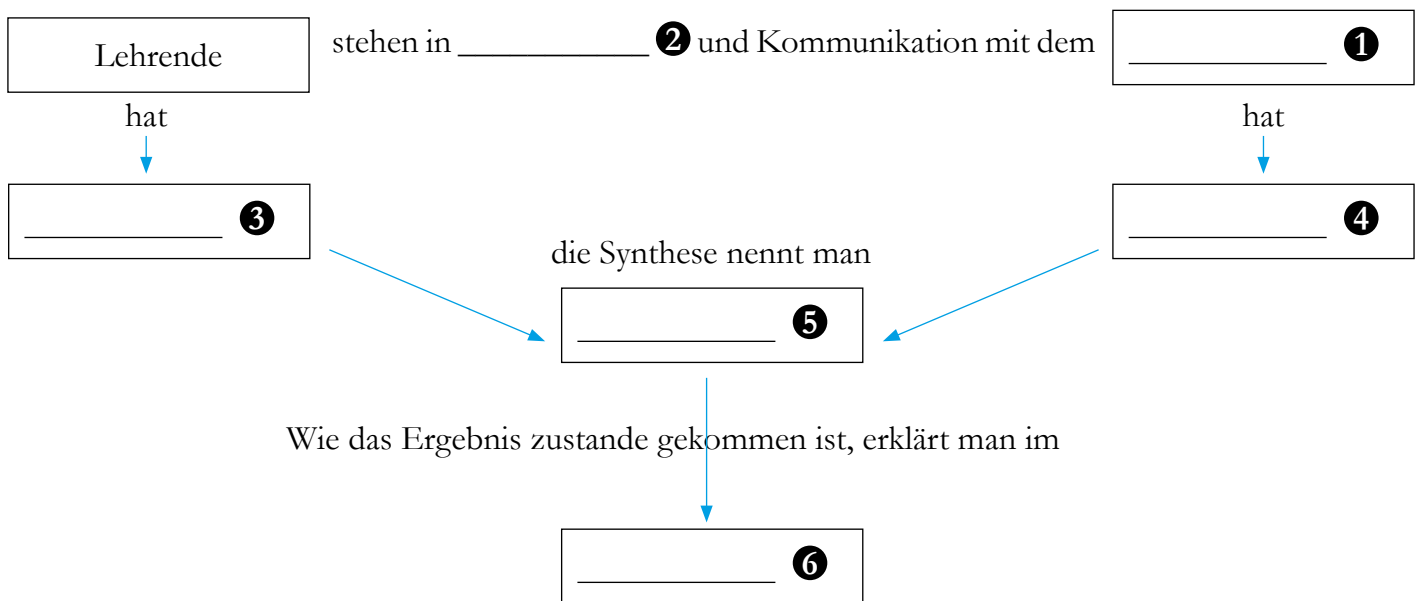 Lehrende
stehen in ____________ ❷ und Kommunikation mit dem
____________ ❶
hat
hat
____________ ❸
____________ ❹
die Synthese nennt man
____________ ❺
Wie das Ergebnis zustande gekommen ist, erklärt man im
____________ ❻